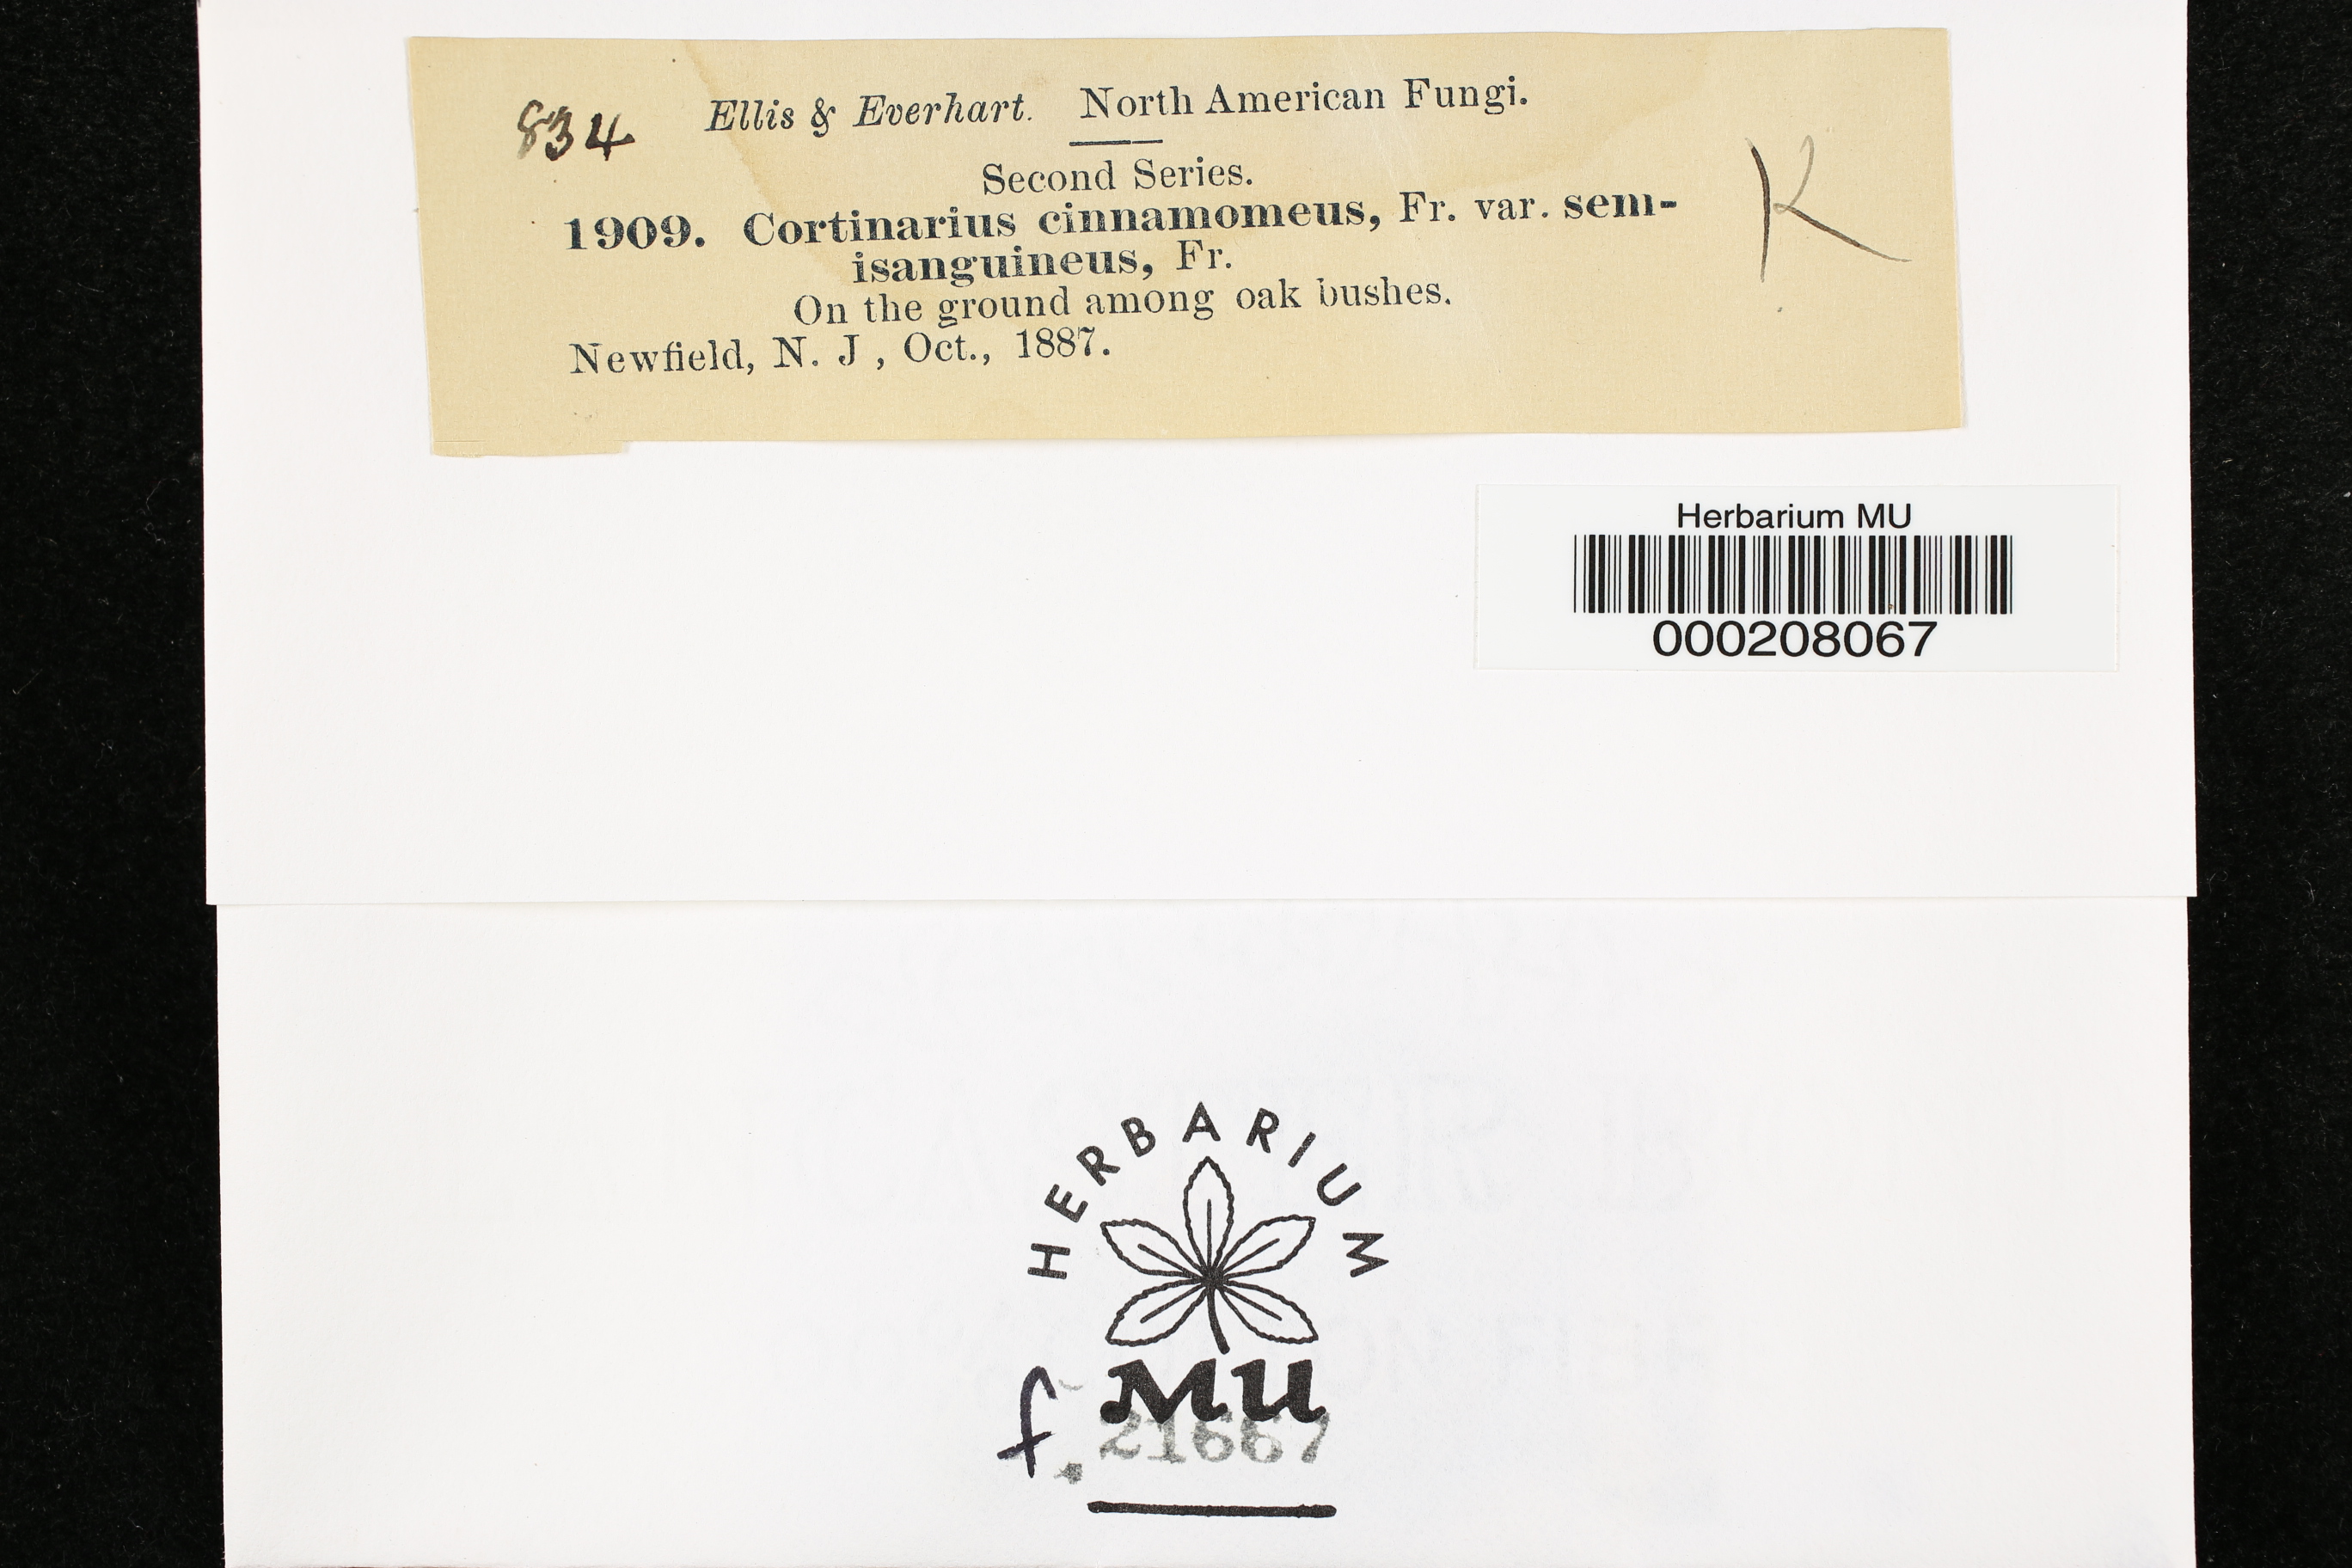 834 Ellis & Everhart. North American Fungi.
Second Series.
1909. Cortinarius cinnamomeus, Fr. var. sem-
isanguineus, Fr.
On the ground among oak bushes.
Newfield, N. J , Oct., 1887.
K
Herbarium MU
000208067
HERBARIUM
MU
f. 21667